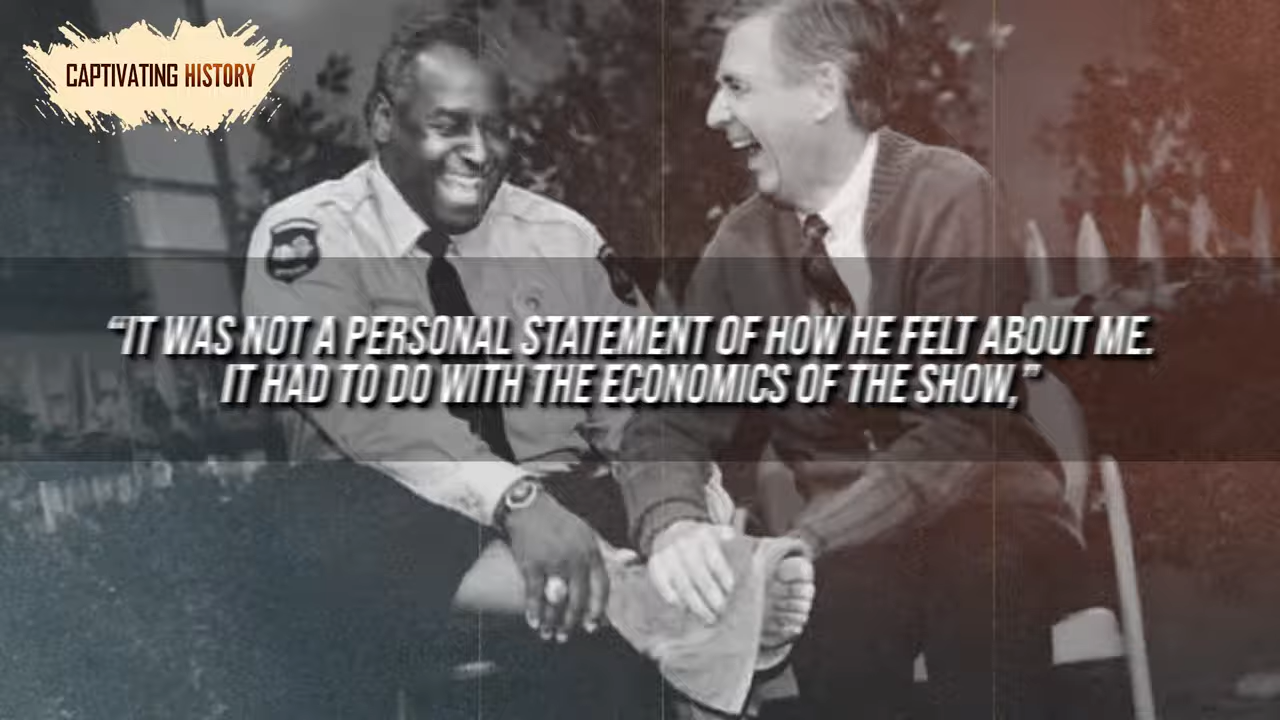 CAPTIVATING HISTORY
“IT WAS NOT A PERSONAL STATEMENT OF HOW HE FELT ABOUT ME.
IT HAD TO DO WITH THE ECONOMICS OF THE SHOW,”